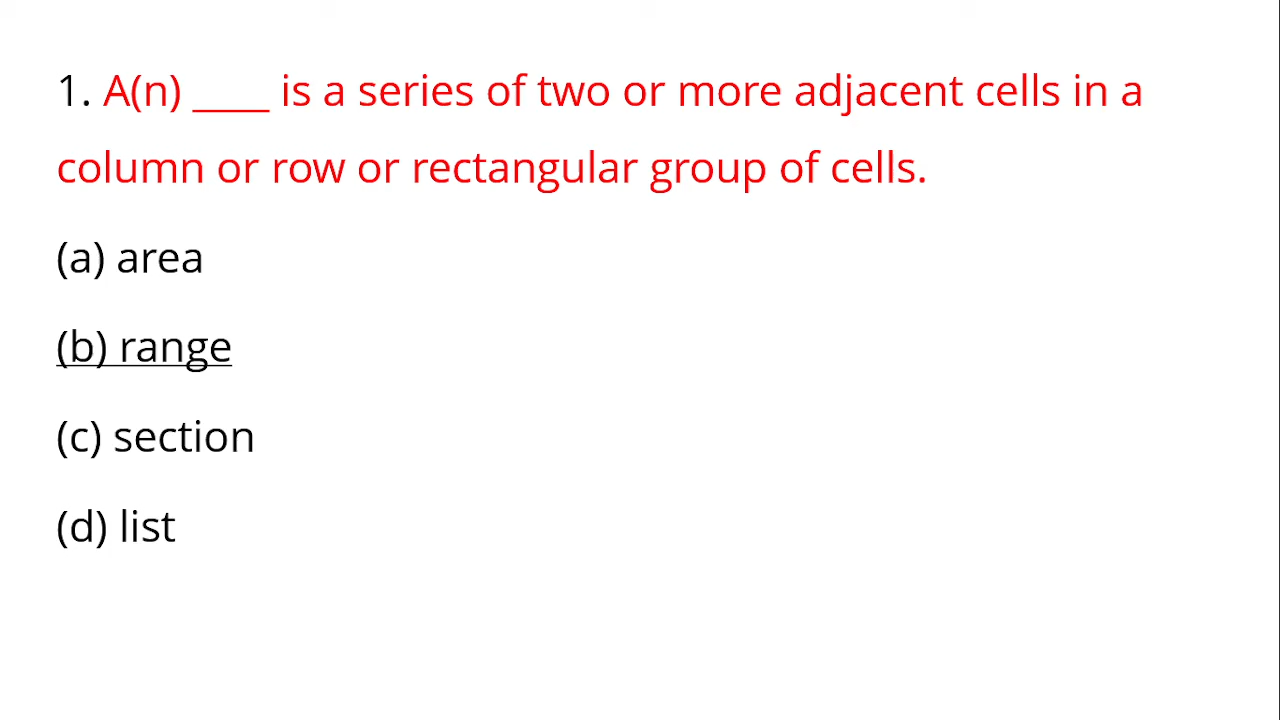 1. A(n) ____ is a series of two or more adjacent cells in a
column or row or rectangular group of cells.
(a) area
(b) range
(c) section
(d) list